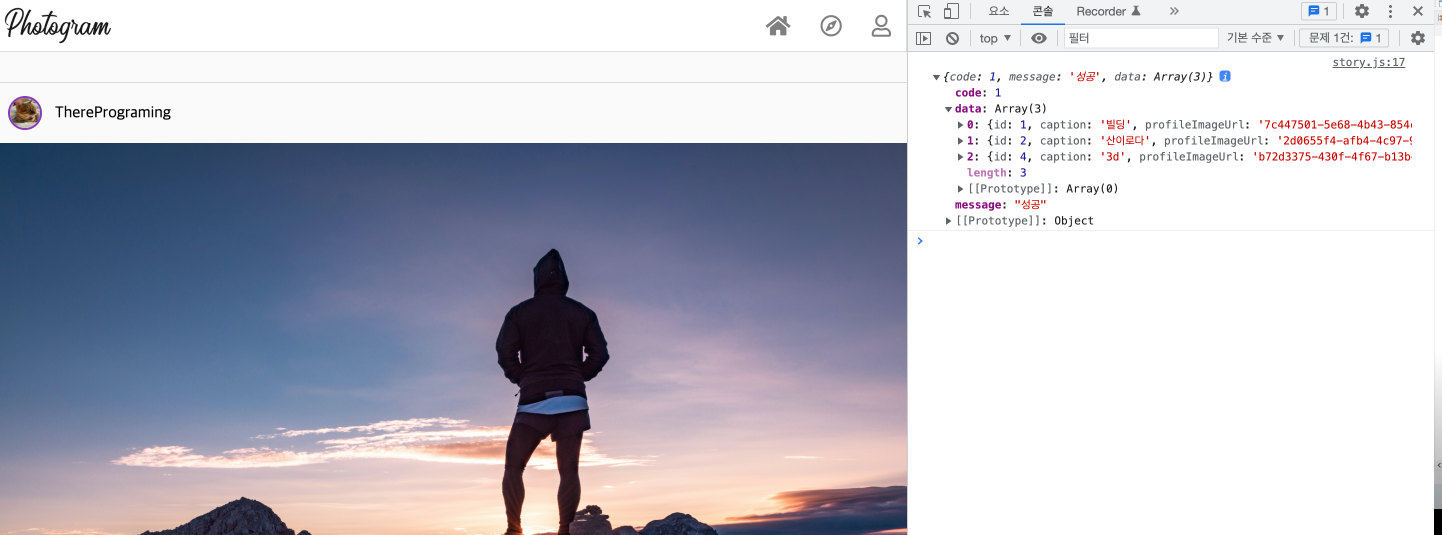 Photogram
TherePrograming
요소 콘솔 Recorder 1
top 필터 기본 수준 문제 1건: 1
story.js:17
{code: 1, message: '성공', data: Array(3)}
code: 1
data: Array(3)
0: {id: 1, caption: '빌딩', profileImageUrl: '7c447501-5e68-4b43-854
1: {id: 2, caption: '산이로다', profileImageUrl: '2d0655f4-afb4-4c97-9
2: {id: 4, caption: '3d', profileImageUrl: 'b72d3375-430f-4f67-b13b
length: 3
[[Prototype]]: Array(0)
message: "성공"
[[Prototype]]: Object